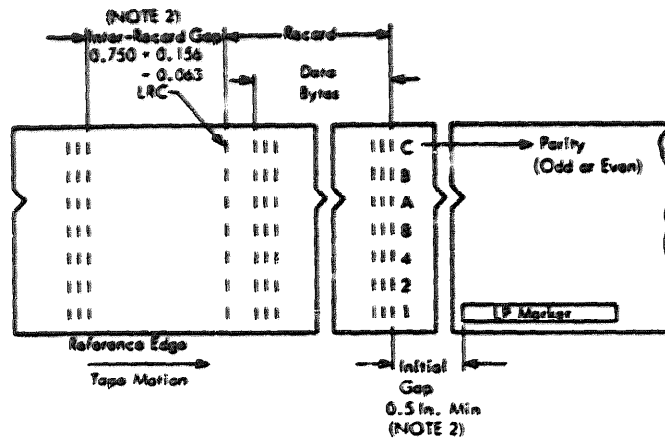 (NOTE 2)
Inter-Record Gap
0.750 + 0.156
- 0.063
LRC
Record
Data
Bytes
C
Parity
(Odd or Even)
B
A
8
4
2
1
LP Marker
Reference Edge
Tape Motion
Initial
Gap
0.5 In. Min
(NOTE 2)